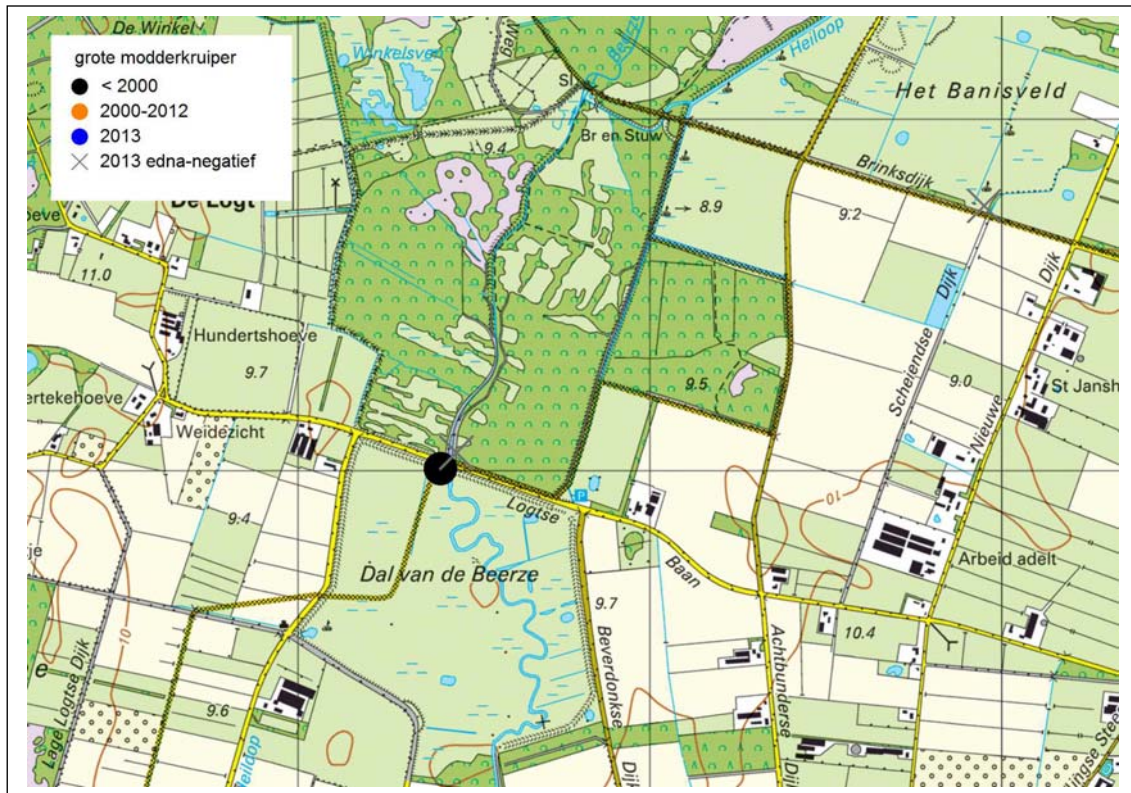 De Winkel
grote modderkruiper
< 2000
2000-2012
2013
2013 edna-negatief
Winkelsven
Weg
Beerze
Heiloop
Het Banisveld
Br en Stuw
9.4
Brinksdijk
De Logt
8.9
9.2
11.0
Dijk
Dijk
Hundertshoeve
9.7
9.5
Scheiendse
9.0
St Jansh
ertekehoeve
Weidezicht
Nieuwe
P
Logtse
10
9.4
Arbeid adelt
Dal van de Beerze
Baan
9.7
10
10.4
Beverdonkse
Achtbunderse
Lage Logtse Dijk
e
9.6
Heiloop
Dijk
Dijk